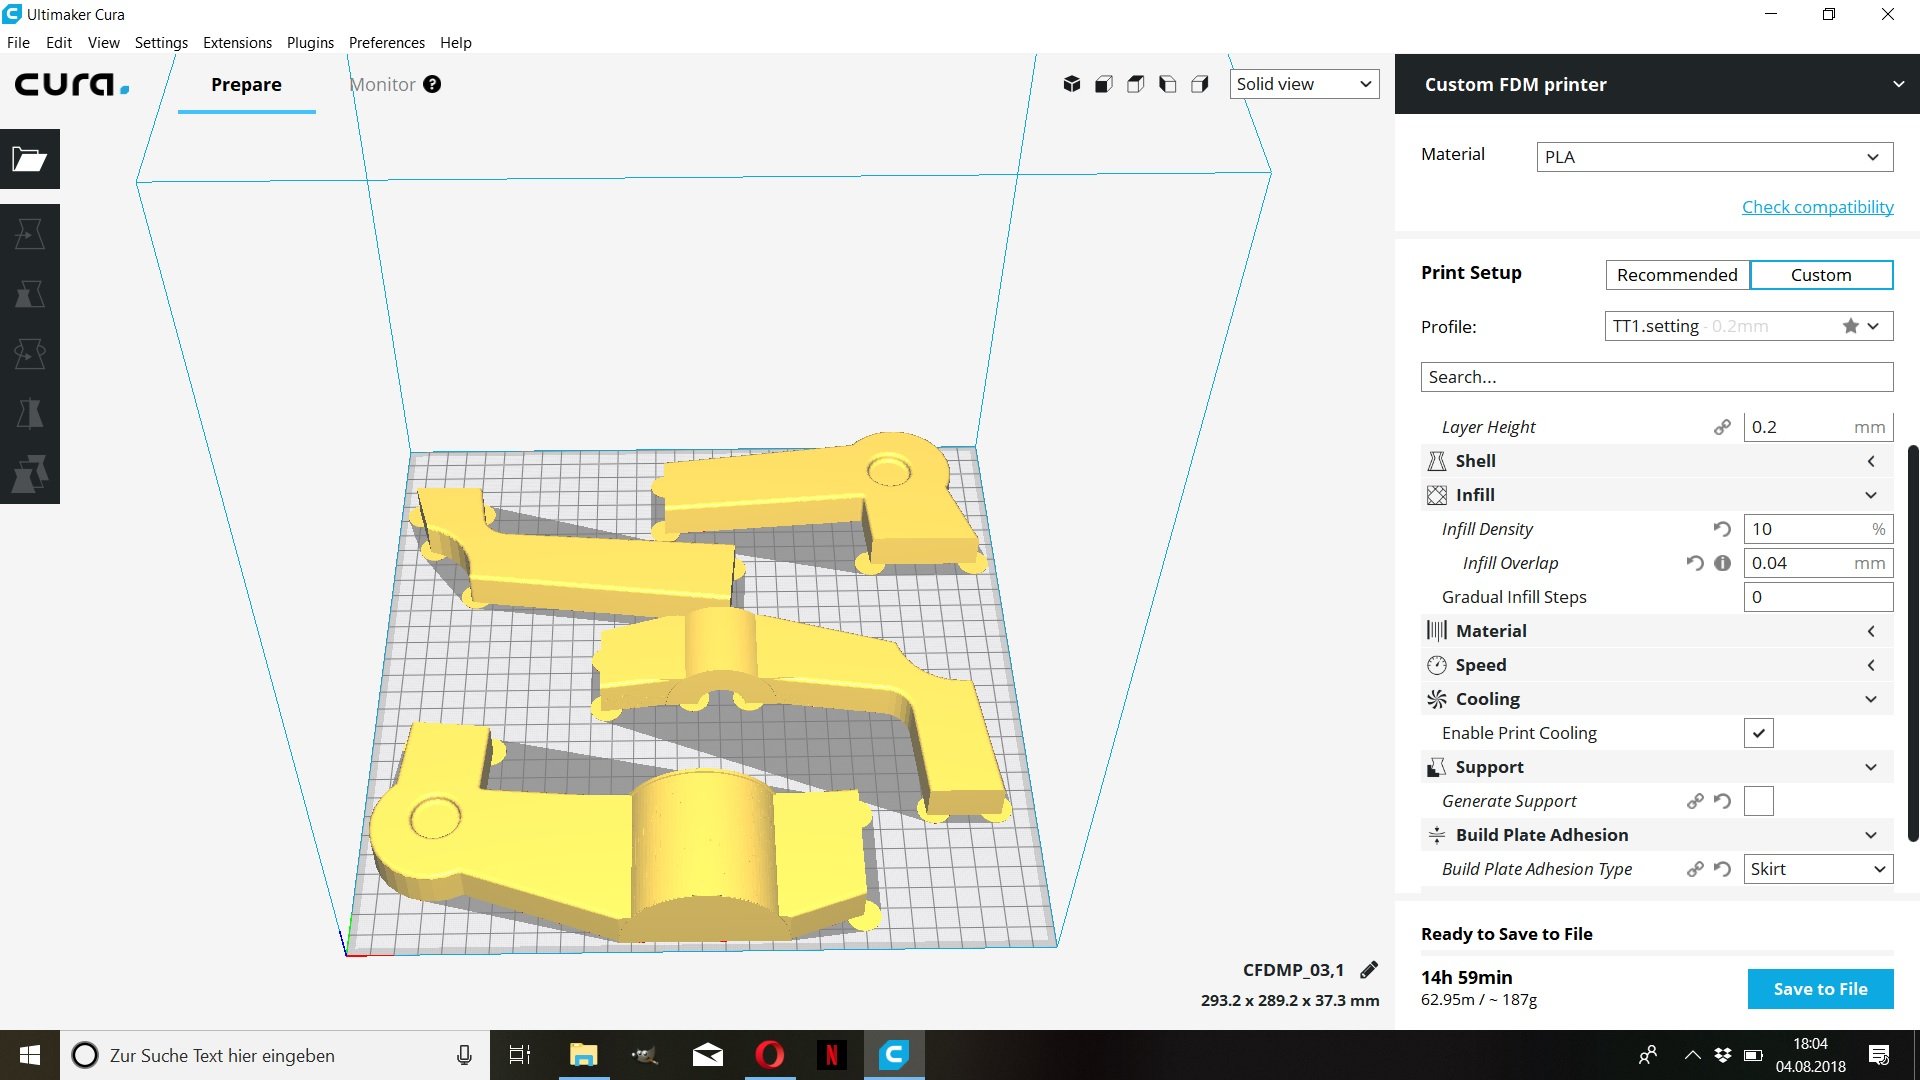 Ultimaker Cura
File Edit View Settings Extensions Plugins Preferences Help
cura.
Prepare
Monitor ?
Solid view
Custom FDM printer
Material
PLA
Check compatibility
Print Setup
Recommended
Custom
Profile:
TT1.setting - 0.2mm
Search...
Layer Height
0.2 mm
Shell
Infill
Infill Density
10 %
Infill Overlap
0.04 mm
Gradual Infill Steps
0
Material
Speed
Cooling
Enable Print Cooling
Support
Generate Support
Build Plate Adhesion
Build Plate Adhesion Type
Skirt
CFDMP_03,1
293.2 x 289.2 x 37.3 mm
Ready to Save to File
14h 59min
62.95m / ~ 187g
Save to File
Zur Suche Text hier eingeben
N
C
18:04
04.08.2018